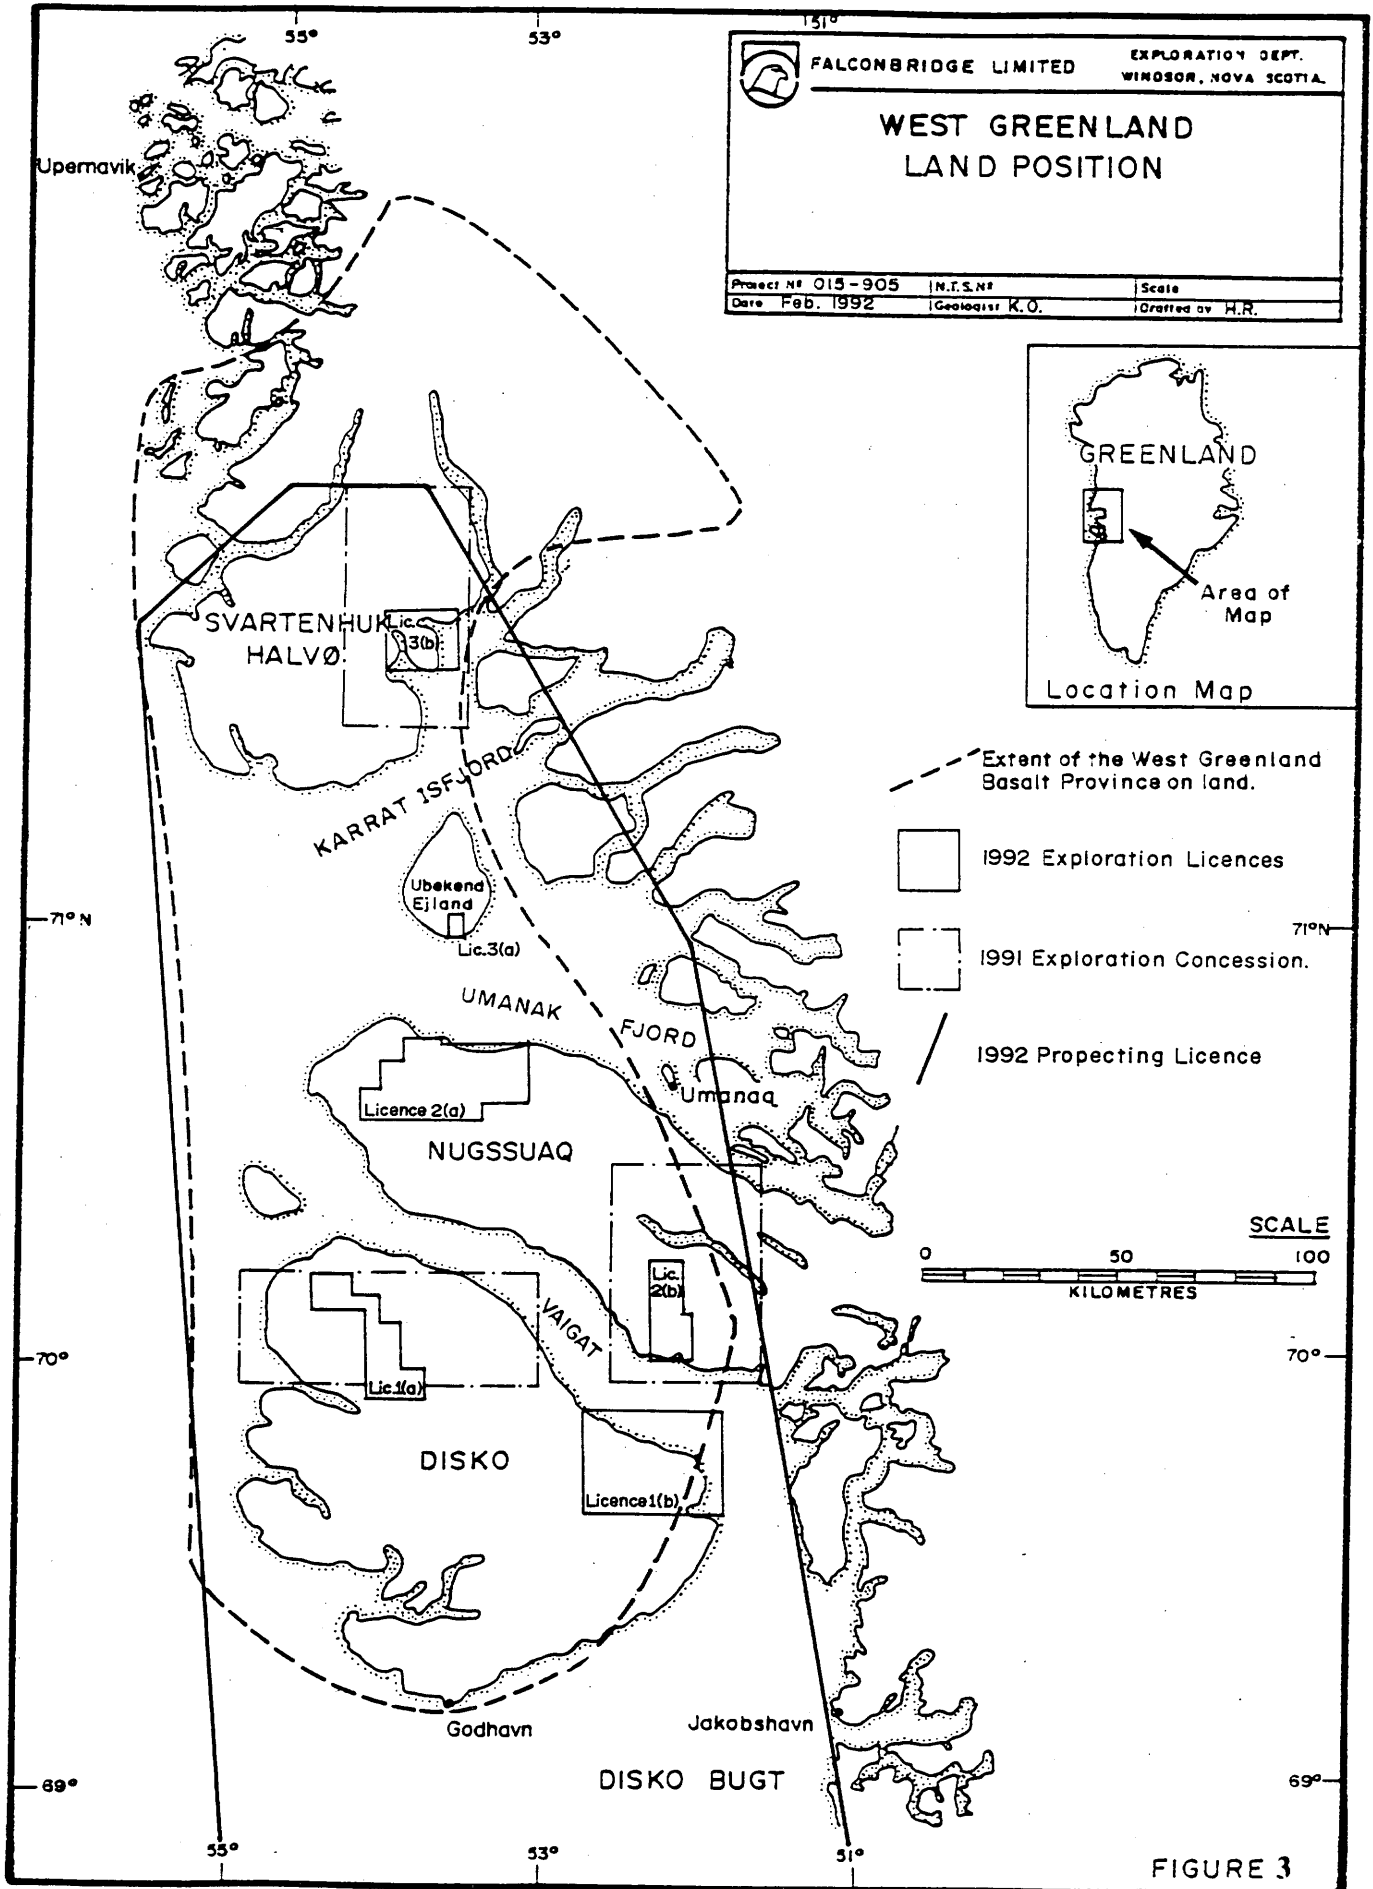 55°
53°
51°
FALCONBRIDGE LIMITED
EXPLORATION DEPT.
WINDSOR, NOVA SCOTIA.
WEST GREENLAND
LAND POSITION
Project Nº 015-905
N.T.S. Nº
Scale
Date Feb. 1992
Geologist K.O.
Drafted by H.R.
Upernavik
GREENLAND
Area of
Map
Location Map
SVARTENHUK
HALVØ
Lic.
3(b)
KARRAT ISFJORD
Extent of the West Greenland
Basalt Province on land.
1992 Exploration Licences
1991 Exploration Concession.
1992 Propecting Licence
Ubekend
Ejland
Lic.3(a)
71°N
71°N
UMANAK
FJORD
Umanaq
Licence 2(a)
NUGSSUAQ
SCALE
0 50 100
KILOMETRES
Lic.
2(b)
VAIGAT
70°
70°
Lic.1(a)
DISKO
Licence 1(b)
Godhavn
Jakobshavn
DISKO BUGT
69°
69°
55°
53°
51°
FIGURE 3